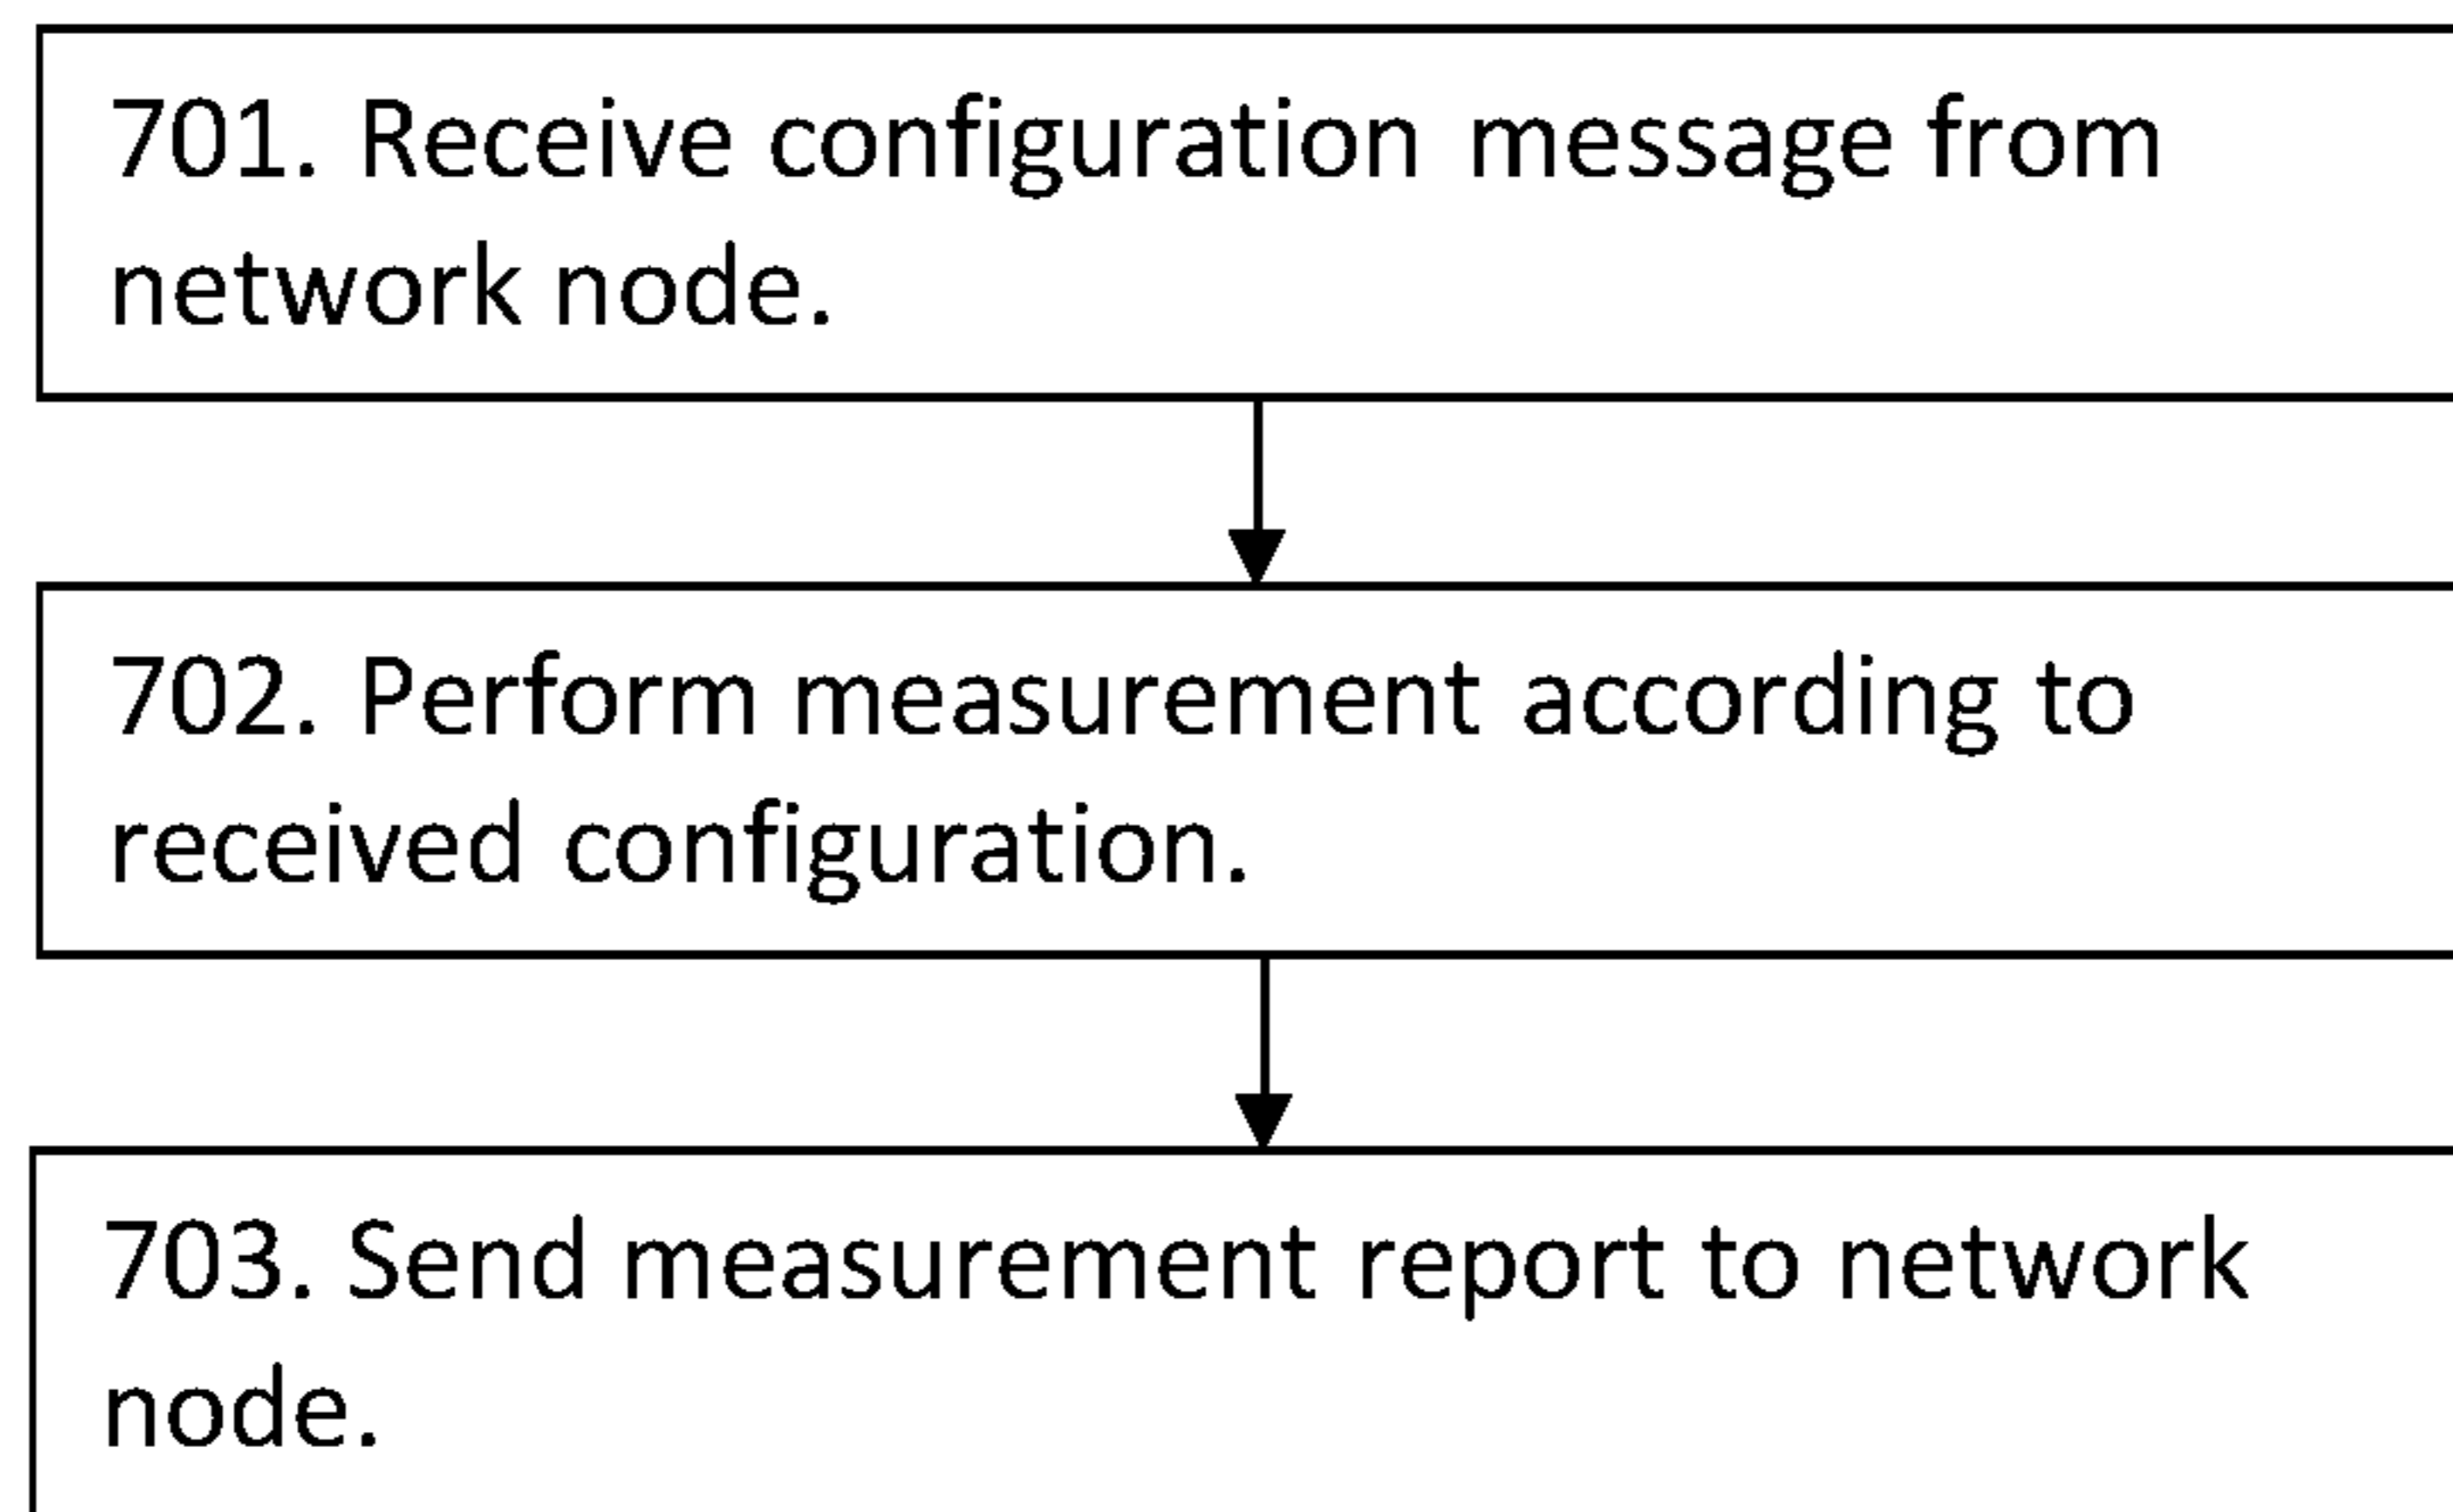 701. Receive configuration message from
network node.
702. Perform measurement according to
received configuration.
703. Send measurement report to network
node.